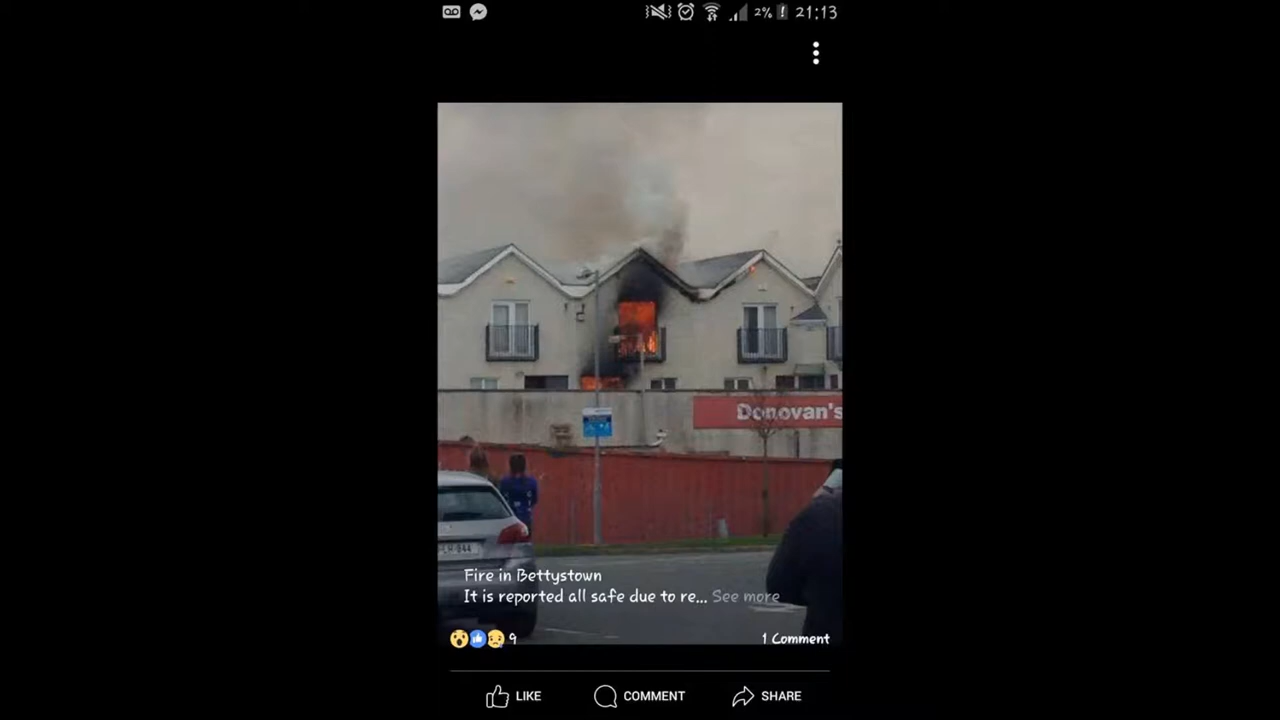 2% 21:13
Donovan's
Fire in Bettystown
It is reported all safe due to re... See more
9 1 Comment
LIKE COMMENT SHARE